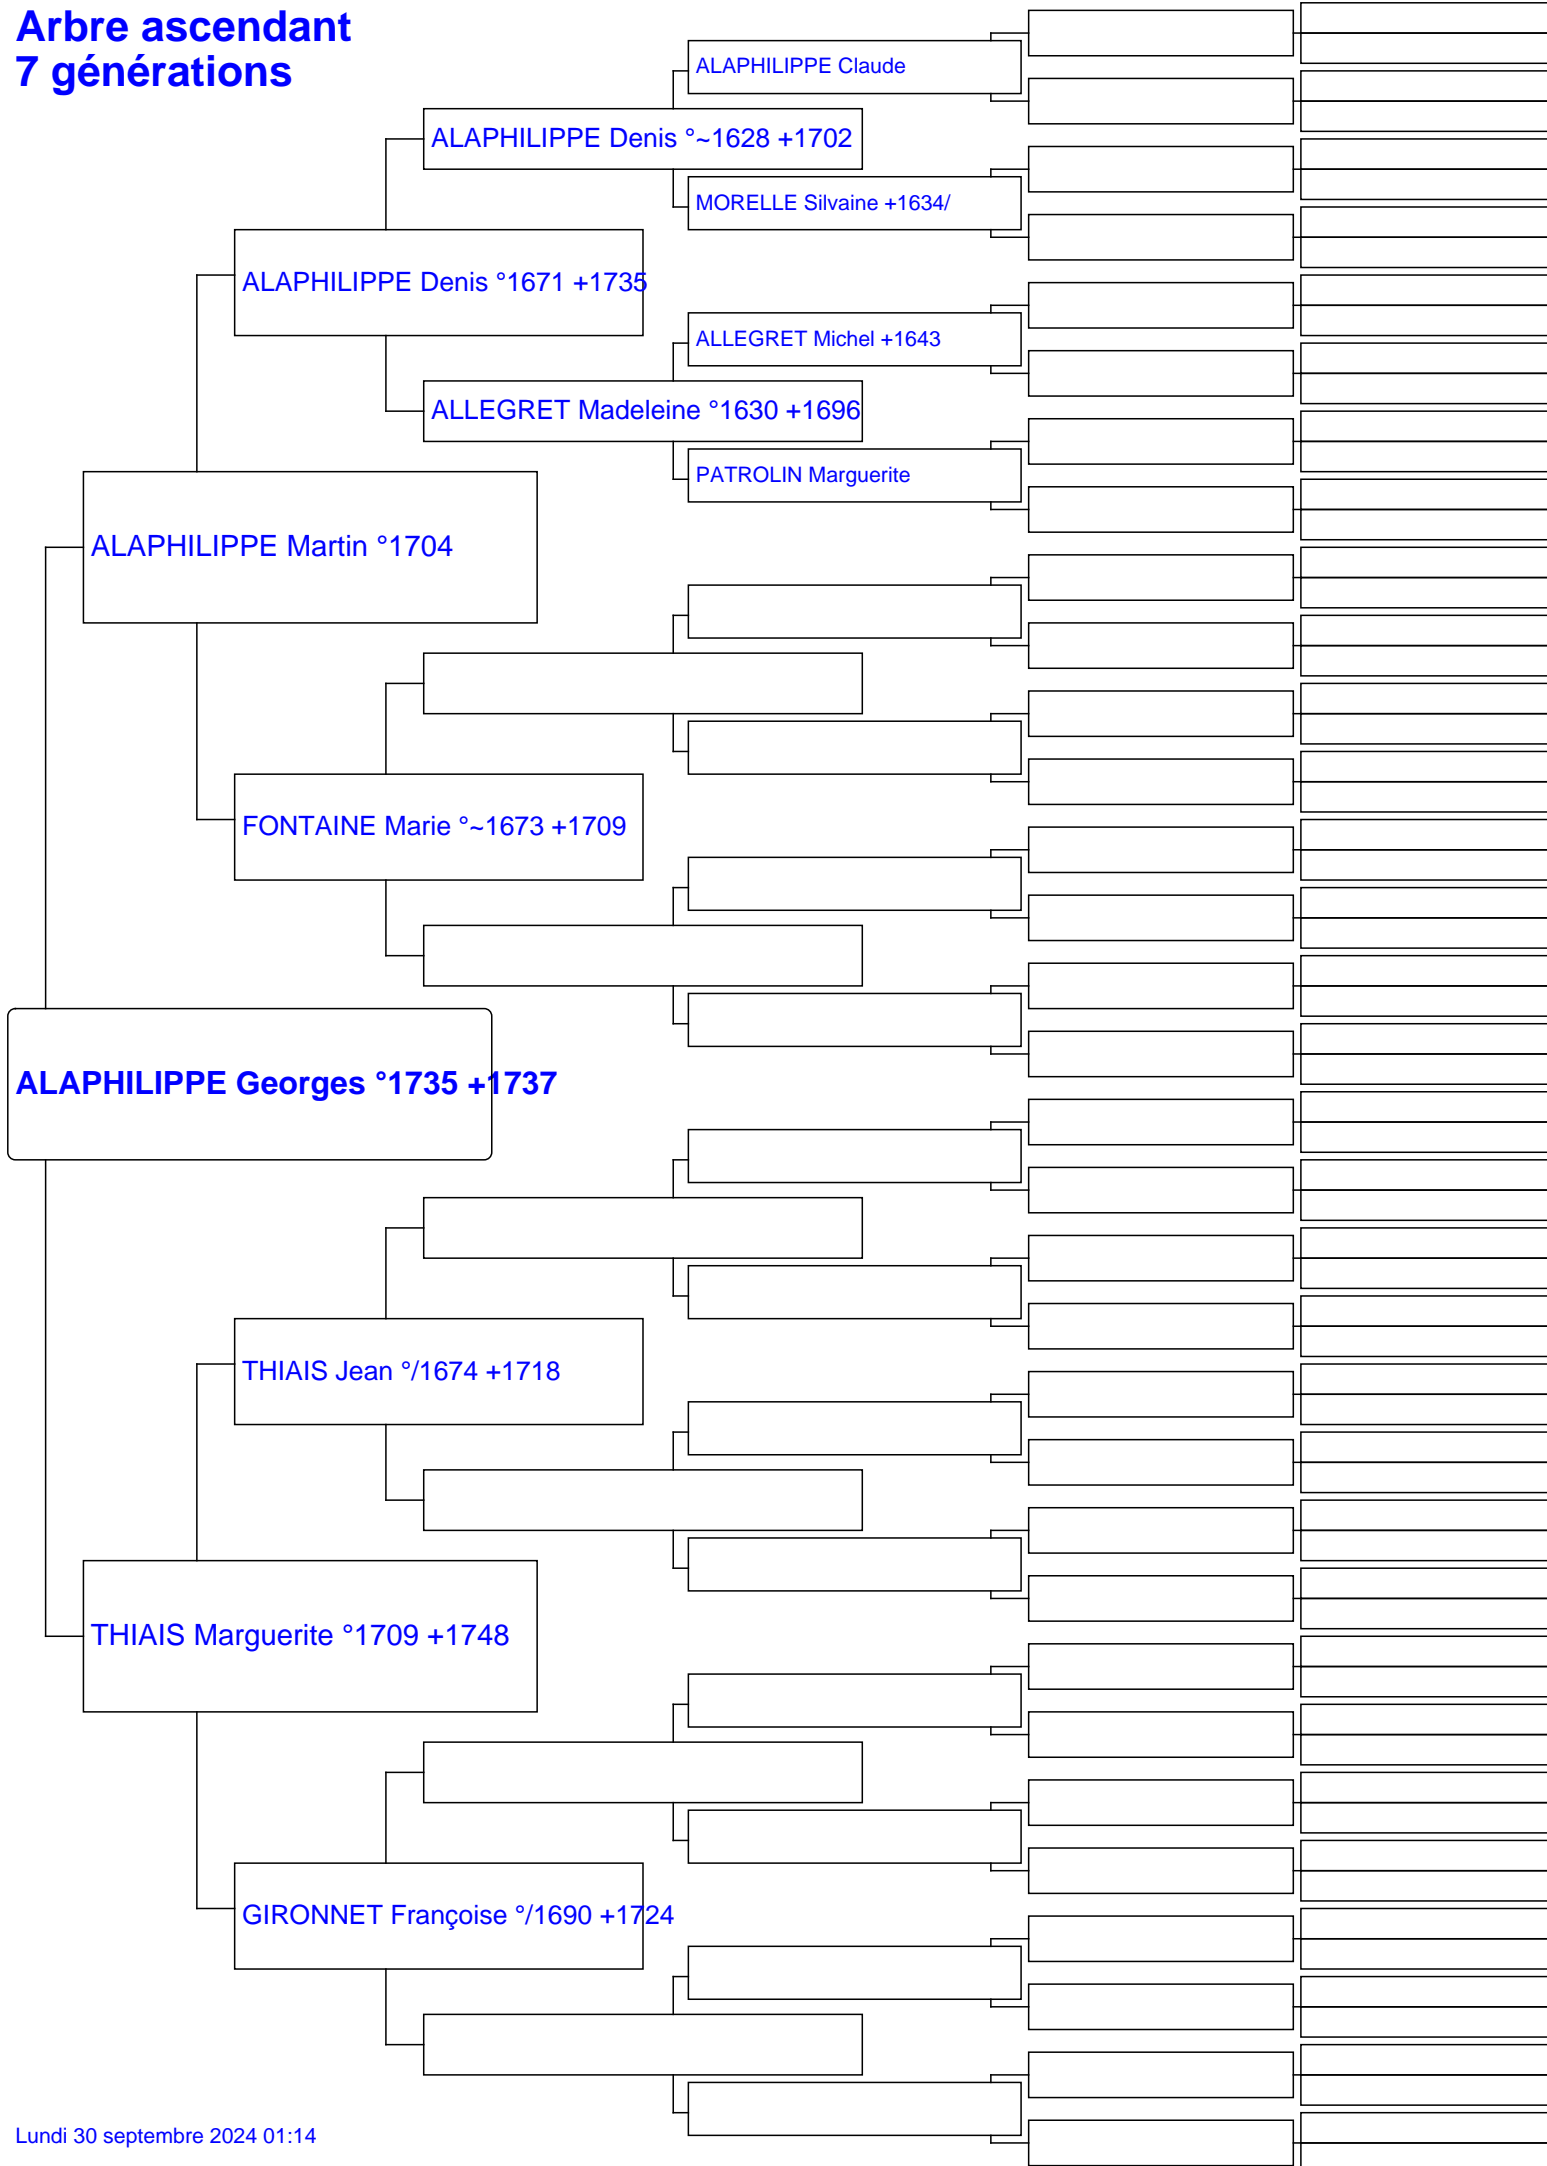 Arbre ascendant
7 générations
ALAPHILIPPE Claude
ALAPHILIPPE Denis °~1628 +1702
MORELLE Silvaine +1634/
ALAPHILIPPE Denis °1671 +1735
ALLEGRET Michel +1643
ALLEGRET Madeleine °1630 +1696
PATROLIN Marguerite
ALAPHILIPPE Martin °1704
FONTAINE Marie °~1673 +1709
ALAPHILIPPE Georges °1735 +1737
THIAIS Jean °/1674 +1718
THIAIS Marguerite °1709 +1748
GIRONNET Françoise °/1690 +1724
Lundi 30 septembre 2024 01:14